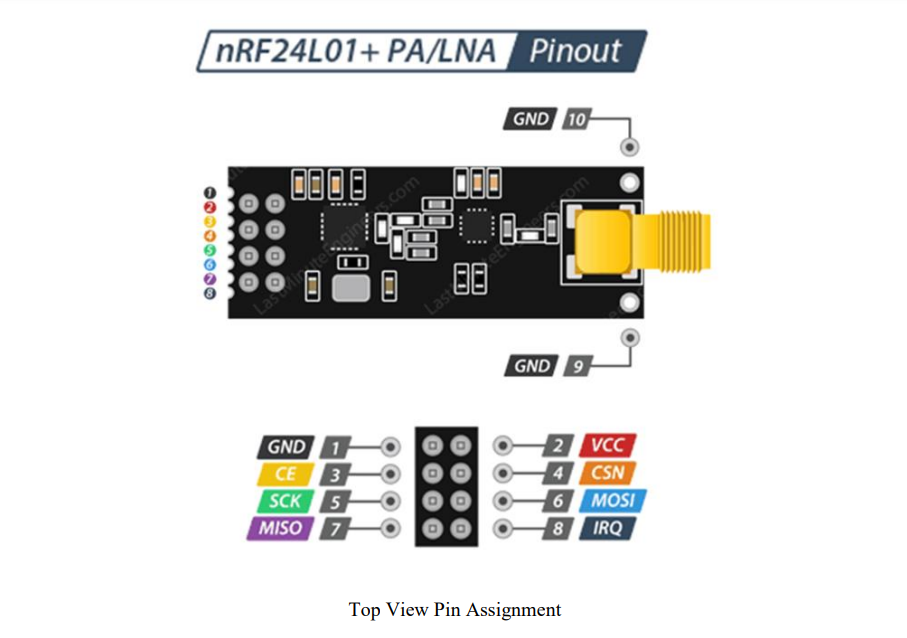 nRF24L01+ PA/LNA Pinout
GND 10
1
2
3
4
5
6
7
8
LastMinuteEngineers.com
LastMinuteEngineers.com
GND 9
GND 1 2 VCC
CE 3 4 CSN
SCK 5 6 MOSI
MISO 7 8 IRQ
Top View Pin Assignment